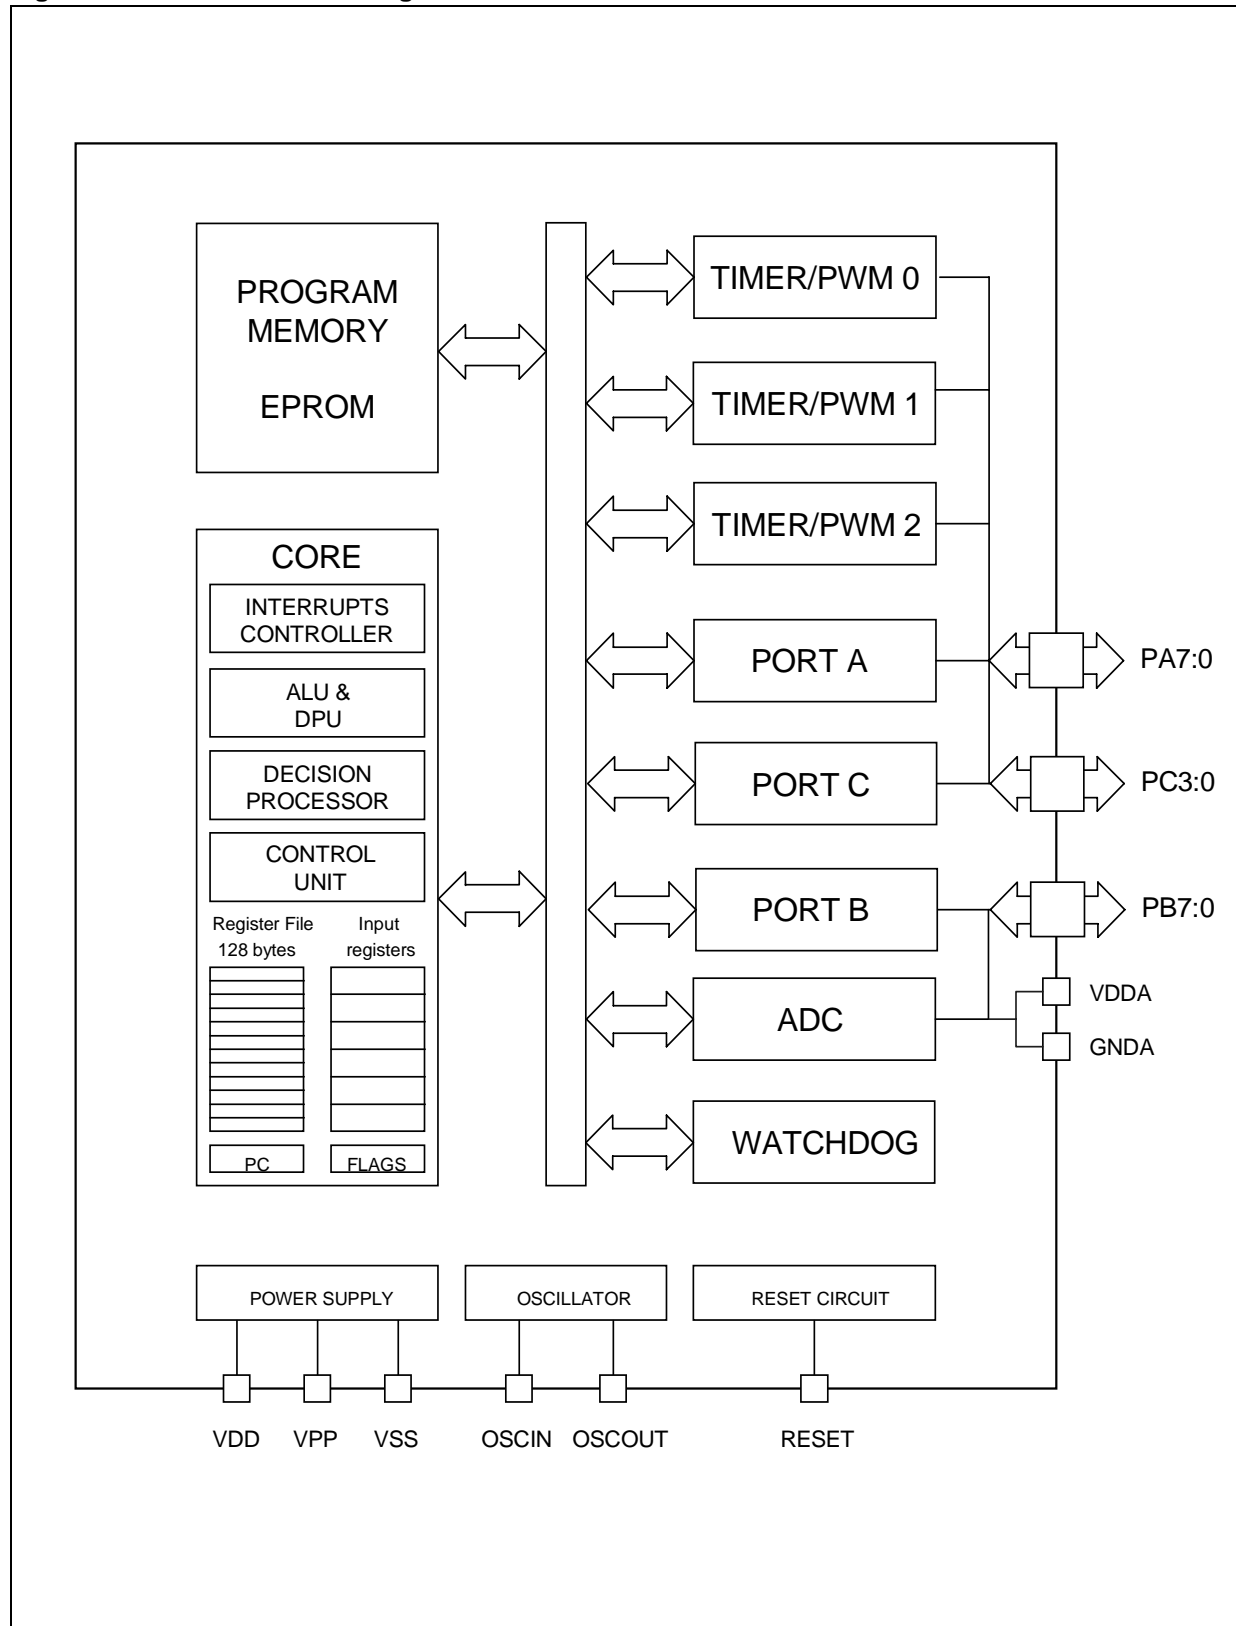 PROGRAM
MEMORY
EPROM
CORE
INTERRUPTS
CONTROLLER
ALU &
DPU
DECISION
PROCESSOR
CONTROL
UNIT
Register File
128 bytes
Input
registers
PC
FLAGS
TIMER/PWM 0
TIMER/PWM 1
TIMER/PWM 2
PORT A
PORT C
PORT B
ADC
WATCHDOG
PA7:0
PC3:0
PB7:0
VDDA
GNDA
POWER SUPPLY
OSCILLATOR
RESET CIRCUIT
VDD
VPP
VSS
OSCIN
OSCOUT
RESET